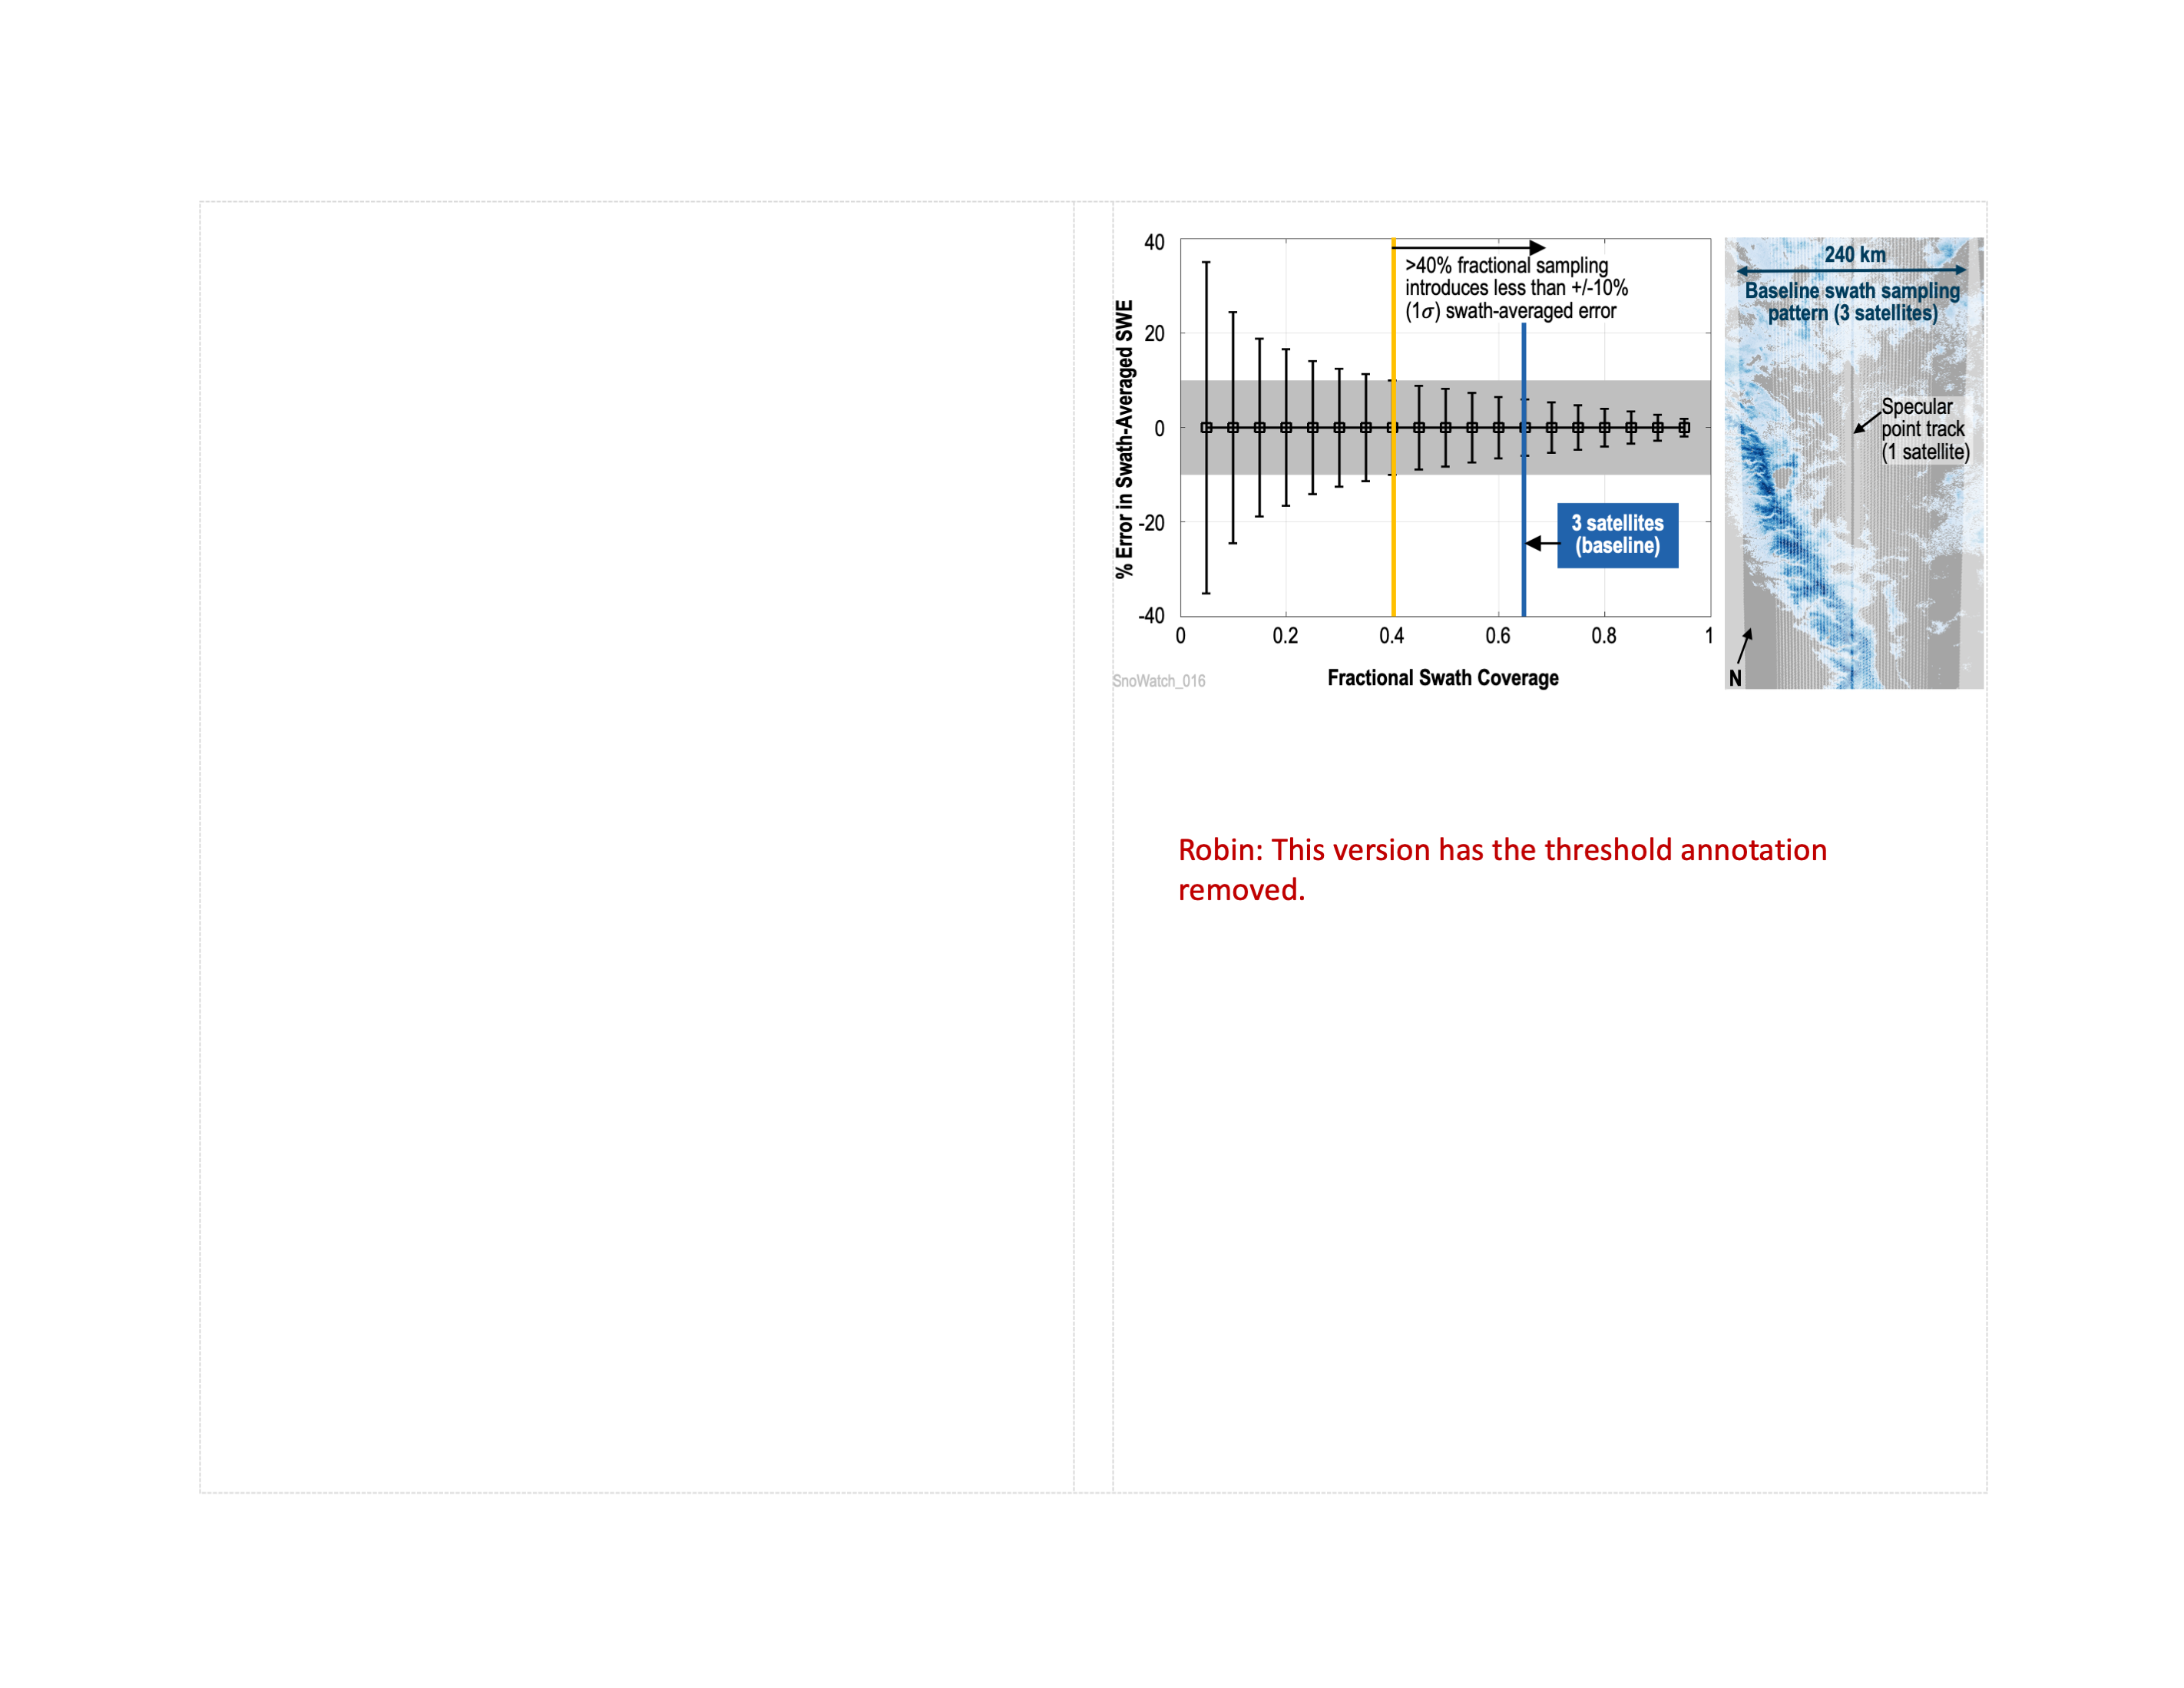 40
20
0
-20
-40
% Error in Swath-Averaged SWE
>40% fractional sampling
introduces less than +/-10%
(1σ) swath-averaged error
3 satellites
(baseline)
0 0.2 0.4 0.6 0.8 1
Fractional Swath Coverage
SnoWatch_016
240 km
Baseline swath sampling
pattern (3 satellites)
Specular
point track
(1 satellite)
N
Robin: This version has the threshold annotation
removed.